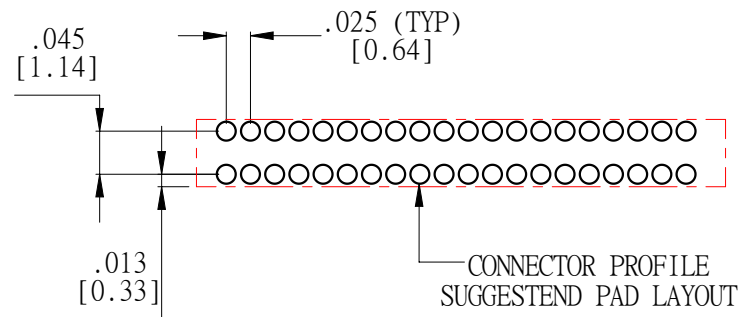 .045
[1.14]
.025 (TYP)
[0.64]
.013
[0.33]
CONNECTOR PROFILE
SUGGESTEND PAD LAYOUT